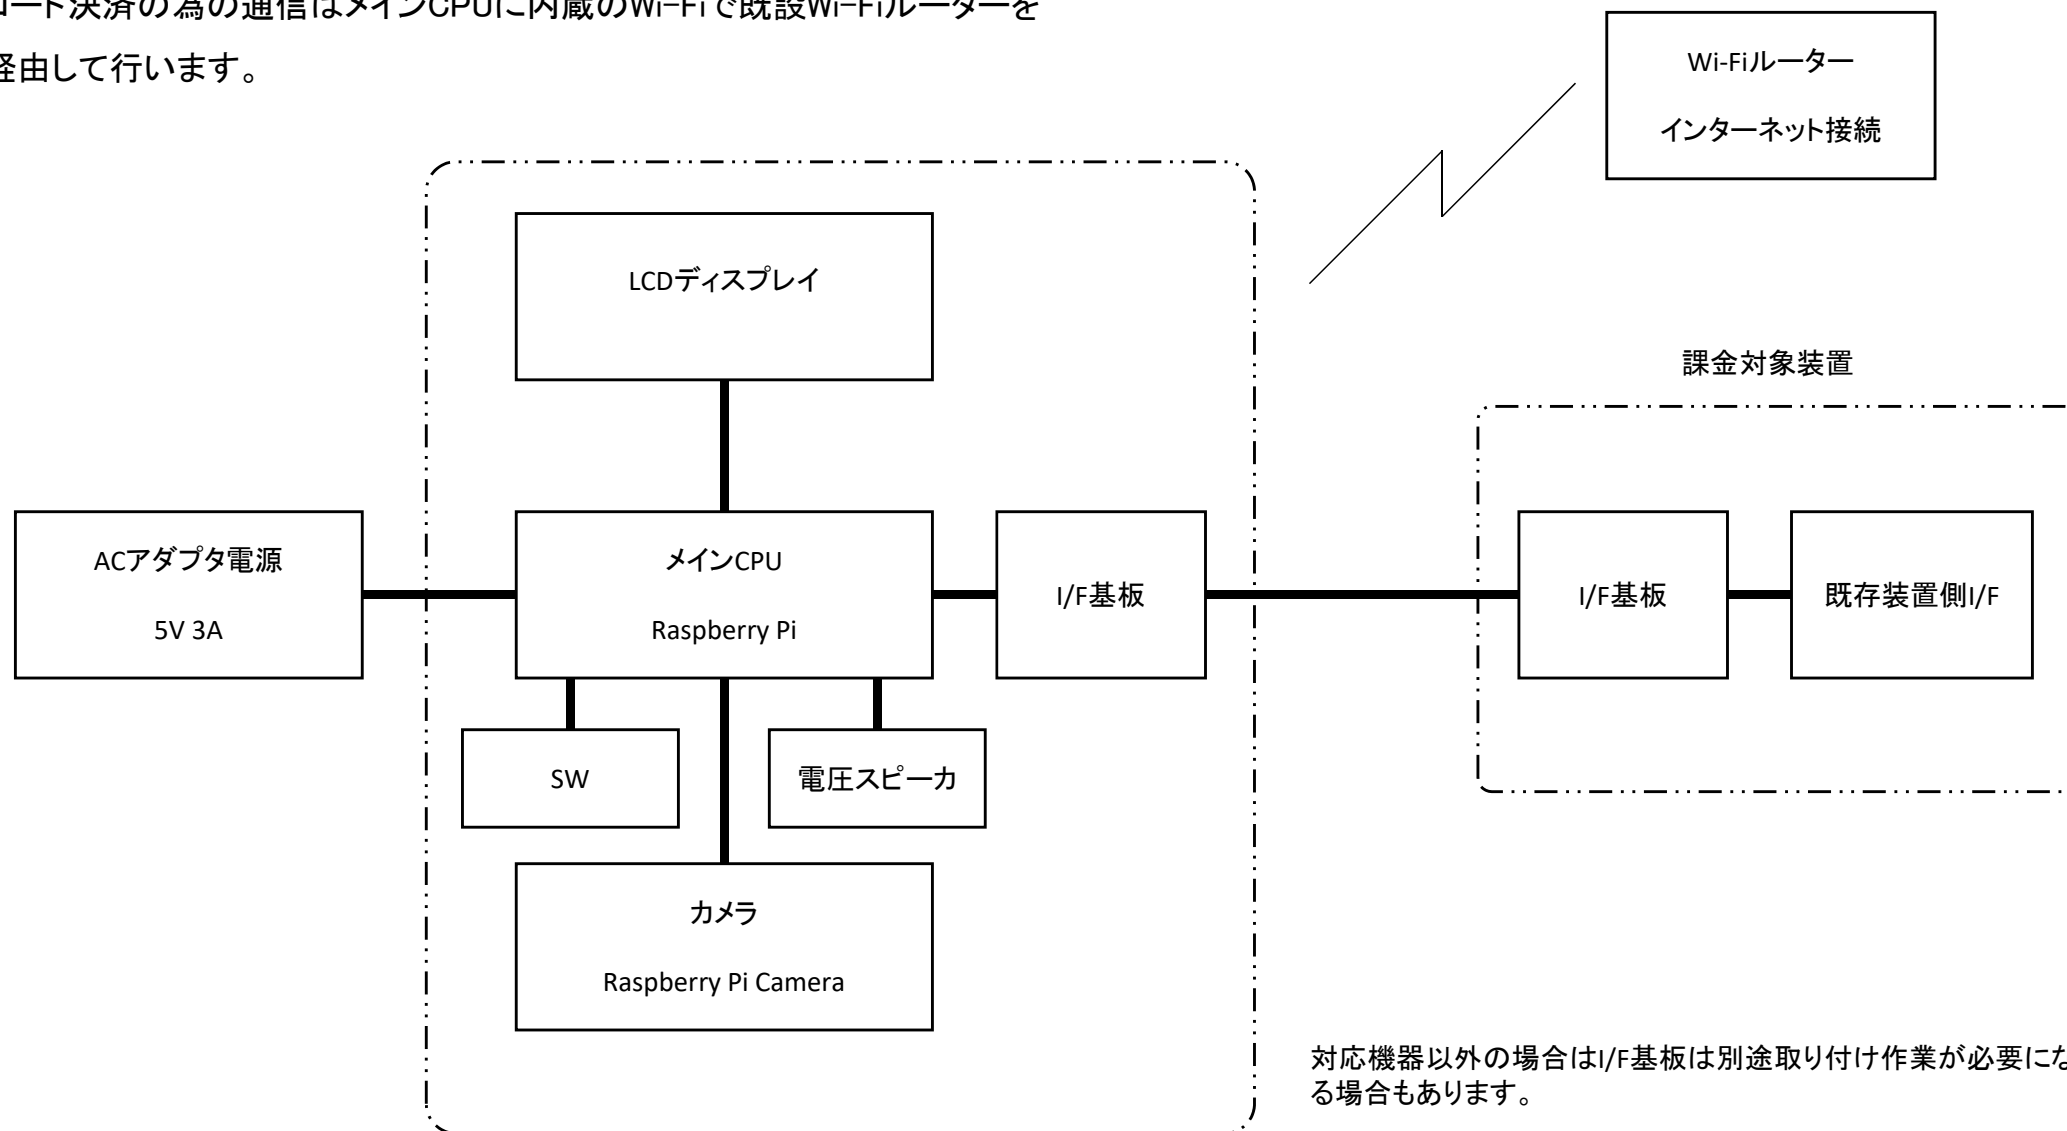 コード決済の為の通信はメインCPUに内蔵のWi-Fiで既設Wi-Fiルーターを
経由して行います。
Wi-Fiルーター
インターネット接続
LCDディスプレイ
課金対象装置
ACアダプタ電源
5V 3A
メインCPU
Raspberry Pi
I/F基板
I/F基板
既存装置側I/F
SW
電圧スピーカ
カメラ
Raspberry Pi Camera
対応機器以外の場合はI/F基板は別途取り付け作業が必要にな
る場合もあります。